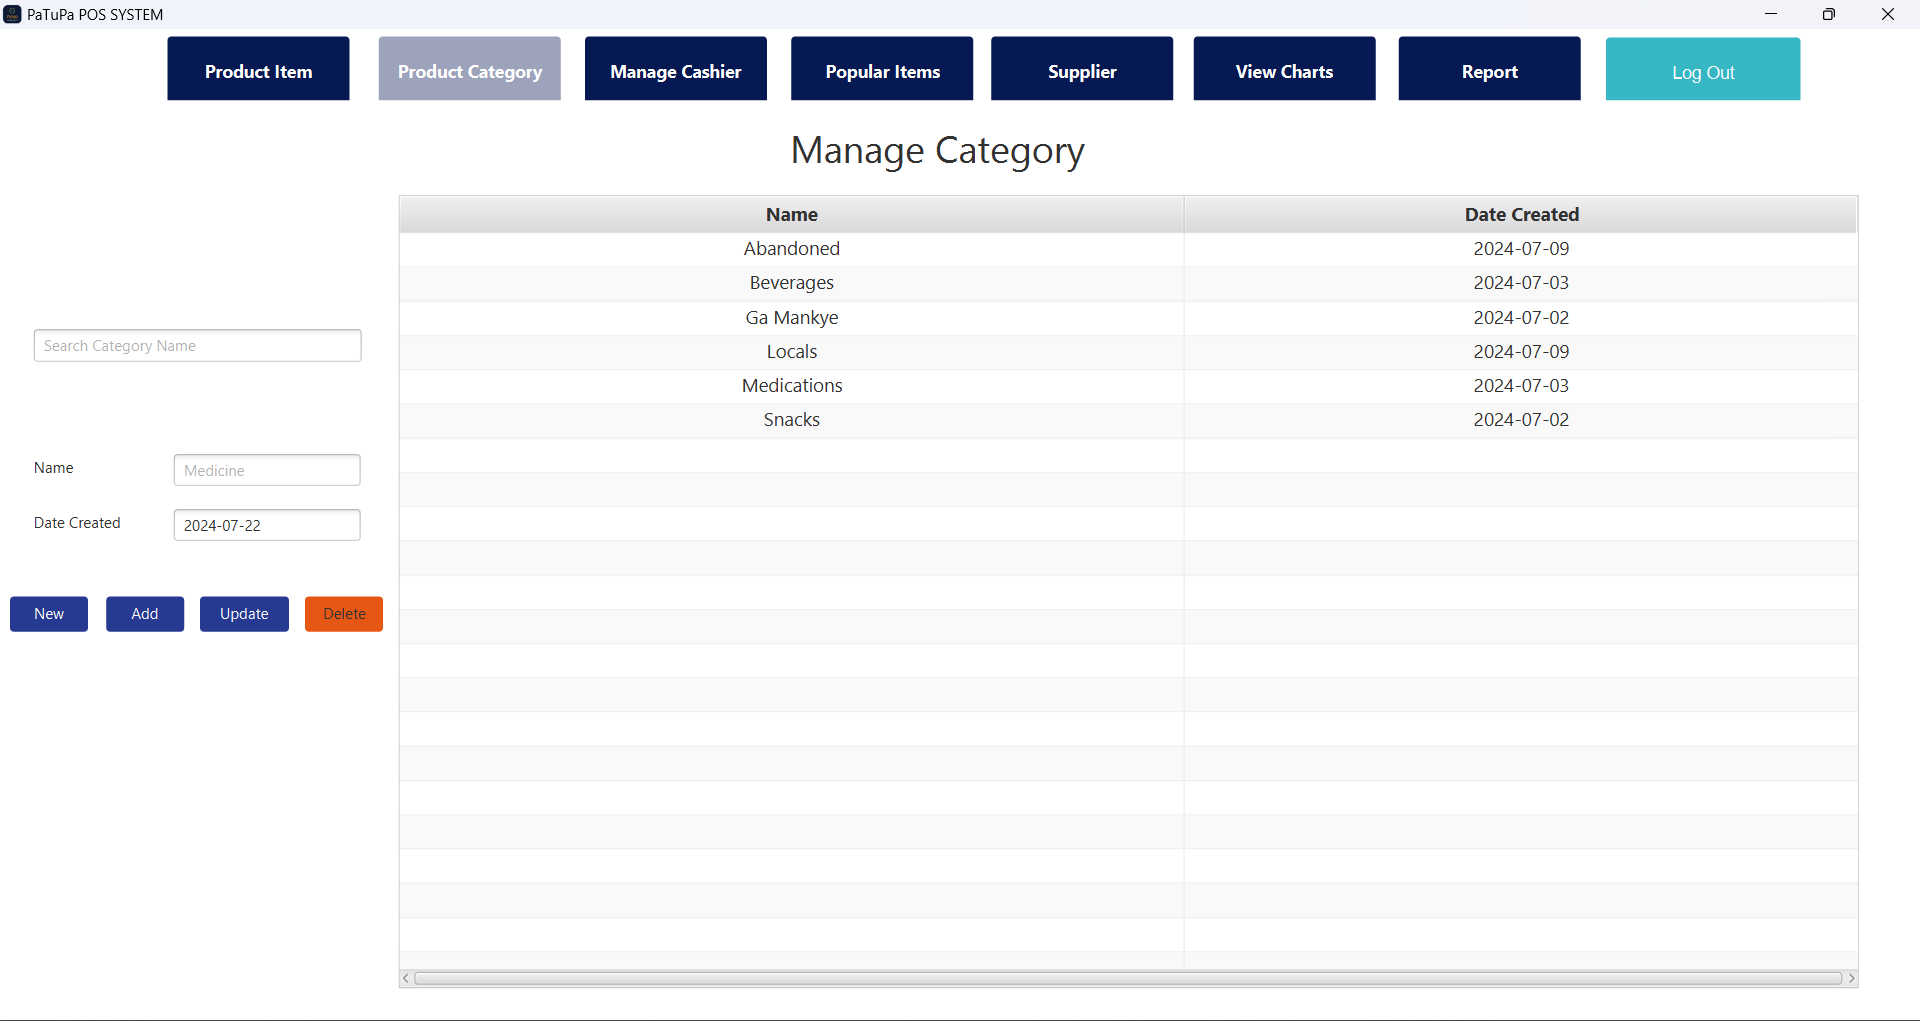 PaTuPa POS SYSTEM
Product Item Product Category Manage Cashier Popular Items Supplier View Charts Report Log Out
Manage Category
Name Date Created
Abandoned 2024-07-09
Beverages 2024-07-03
Ga Mankye 2024-07-02
Locals 2024-07-09
Medications 2024-07-03
Snacks 2024-07-02
Search Category Name
Name Medicine
Date Created 2024-07-22
New Add Update Delete